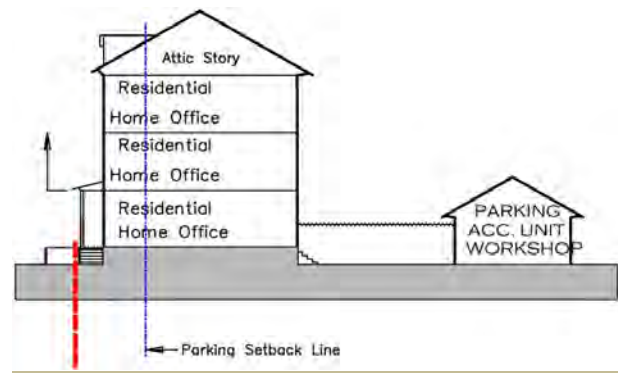 Attic Story
Residential
Home Office
Residential
Home Office
Residential
Home Office
PARKING
ACC. UNIT
WORKSHOP
Parking Setback Line